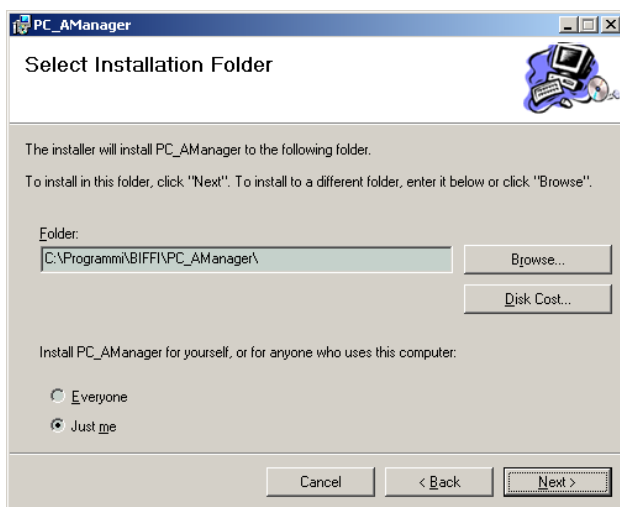 PC_AManager
Select Installation Folder
The installer will install PC_AManager to the following folder.
To install in this folder, click "Next". To install to a different folder, enter it below or click "Browse".
Folder:
C:\Programmi\BIFFI\PC_AManager\
Browse...
Disk Cost...
Install PC_AManager for yourself, or for anyone who uses this computer:
Everyone
Just me
Cancel
< Back
Next >